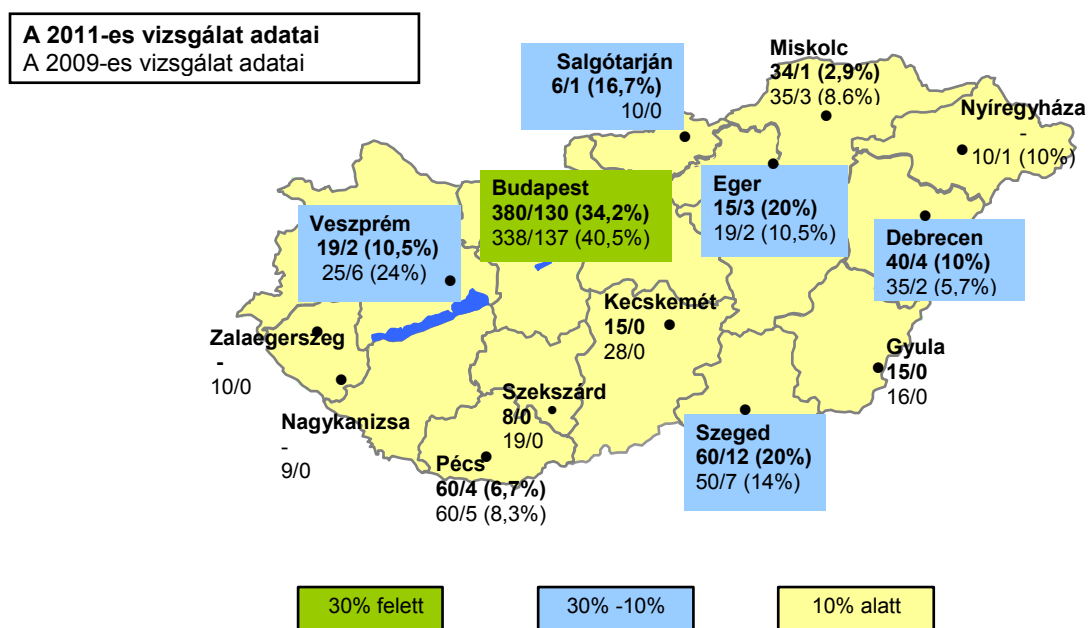 A 2011-es vizsgálat adatai
A 2009-es vizsgálat adatai
Salgótarján
6/1 (16,7%)
10/0
Miskolc
34/1 (2,9%)
35/3 (8,6%)
Nyíregyháza
-
10/1 (10%)
Budapest
380/130 (34,2%)
338/137 (40,5%)
Eger
15/3 (20%)
19/2 (10,5%)
Veszprém
19/2 (10,5%)
25/6 (24%)
Debrecen
40/4 (10%)
35/2 (5,7%)
Kecskemét
15/0
28/0
Zalaegerszeg
-
10/0
Gyula
15/0
16/0
Szekszárd
8/0
19/0
Nagykanizsa
-
9/0
Szeged
60/12 (20%)
50/7 (14%)
Pécs
60/4 (6,7%)
60/5 (8,3%)
30% felett
30% -10%
10% alatt